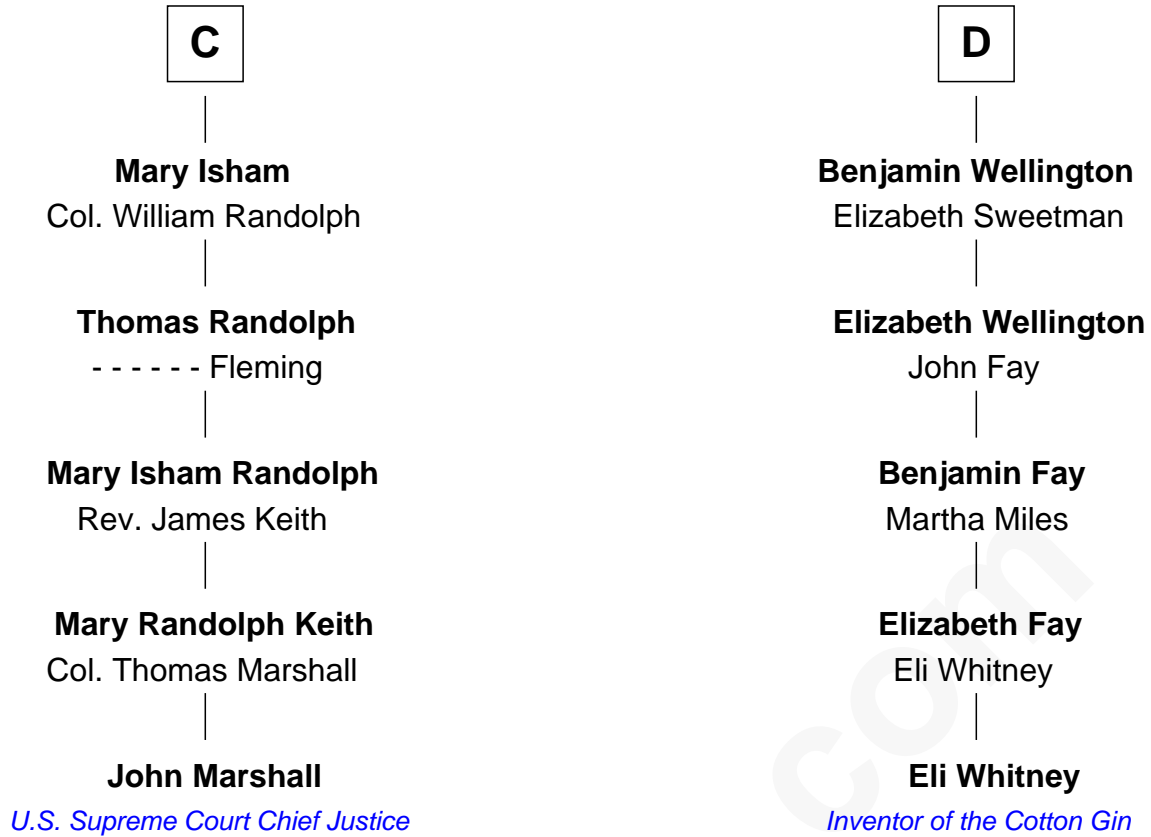 C
Mary Isham
Col. William Randolph
Thomas Randolph
- - - - - - Fleming
Mary Isham Randolph
Rev. James Keith
Mary Randolph Keith
Col. Thomas Marshall
John Marshall
U.S. Supreme Court Chief Justice
D
Benjamin Wellington
Elizabeth Sweetman
Elizabeth Wellington
John Fay
Benjamin Fay
Martha Miles
Elizabeth Fay
Eli Whitney
Eli Whitney
Inventor of the Cotton Gin
com